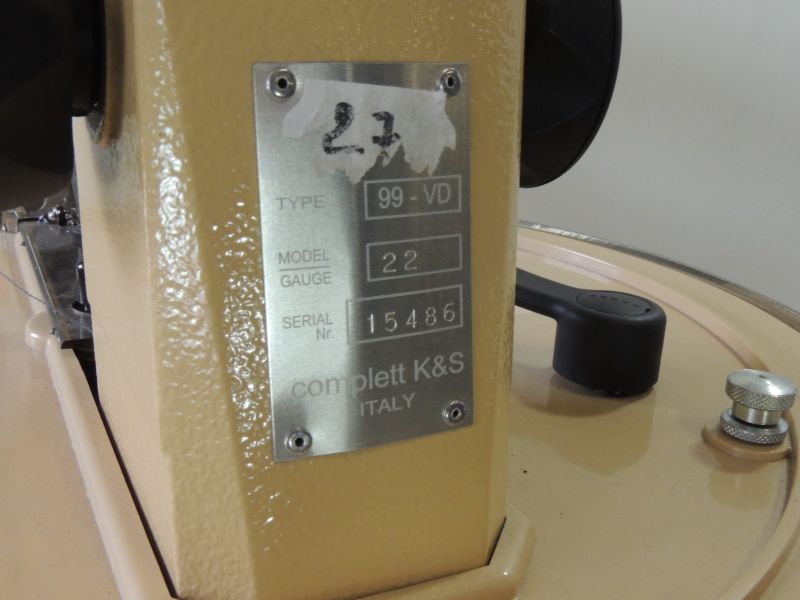 27
TYPE 99 - VD
MODEL
GAUGE 22
SERIAL Nr. 15486
complett K&S
ITALY